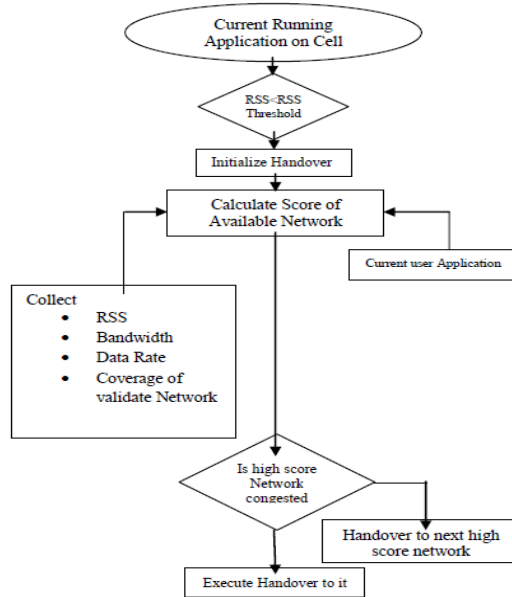 Current Running
Application on Cell
RSS<RSS
Threshold
Initialize Handover
Calculate Score of
Available Network
Current user Application
Collect
• RSS
• Bandwidth
• Data Rate
• Coverage of
validate Network
Is high score
Network
congested
Handover to next high
score network
Execute Handover to it